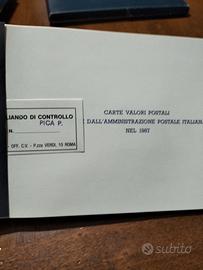 CARTE VALORI POSTALI
DALL'AMMINISTRAZIONE POSTALE ITALIANA
NEL 1987
LIANDO DI CONTROLLO
PICA P.
N.
- OFF. C.V. - P.zza VERDI, 10 ROMA
subito